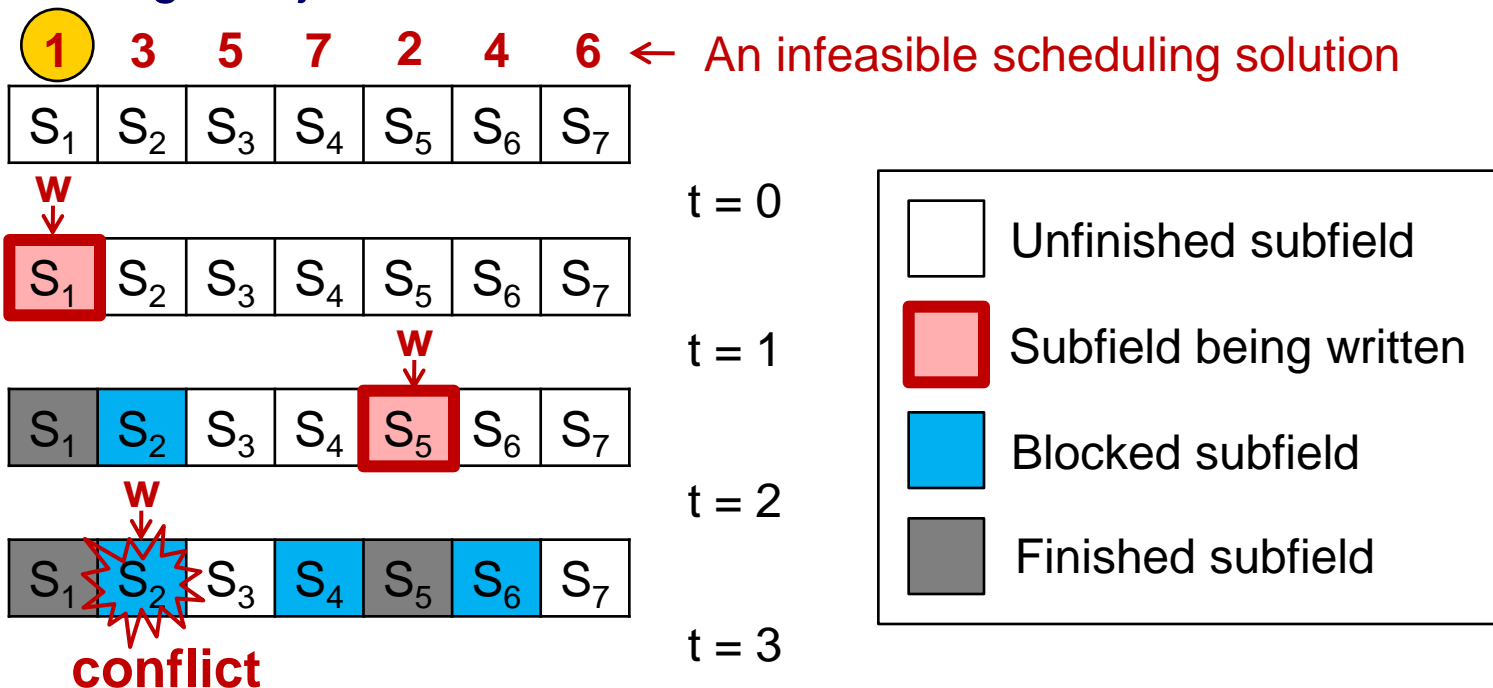 1 3 5 7 2 4 6 ← An infeasible scheduling solution
S₁ S₂ S₃ S₄ S₅ S₆ S₇
w
t = 0
S₁ S₂ S₃ S₄ S₅ S₆ S₇
w
t = 1
S₁ S₂ S₃ S₄ S₅ S₆ S₇
w
t = 2
S₁ S₂ S₃ S₄ S₅ S₆ S₇
conflict
t = 3
Unfinished subfield
Subfield being written
Blocked subfield
Finished subfield